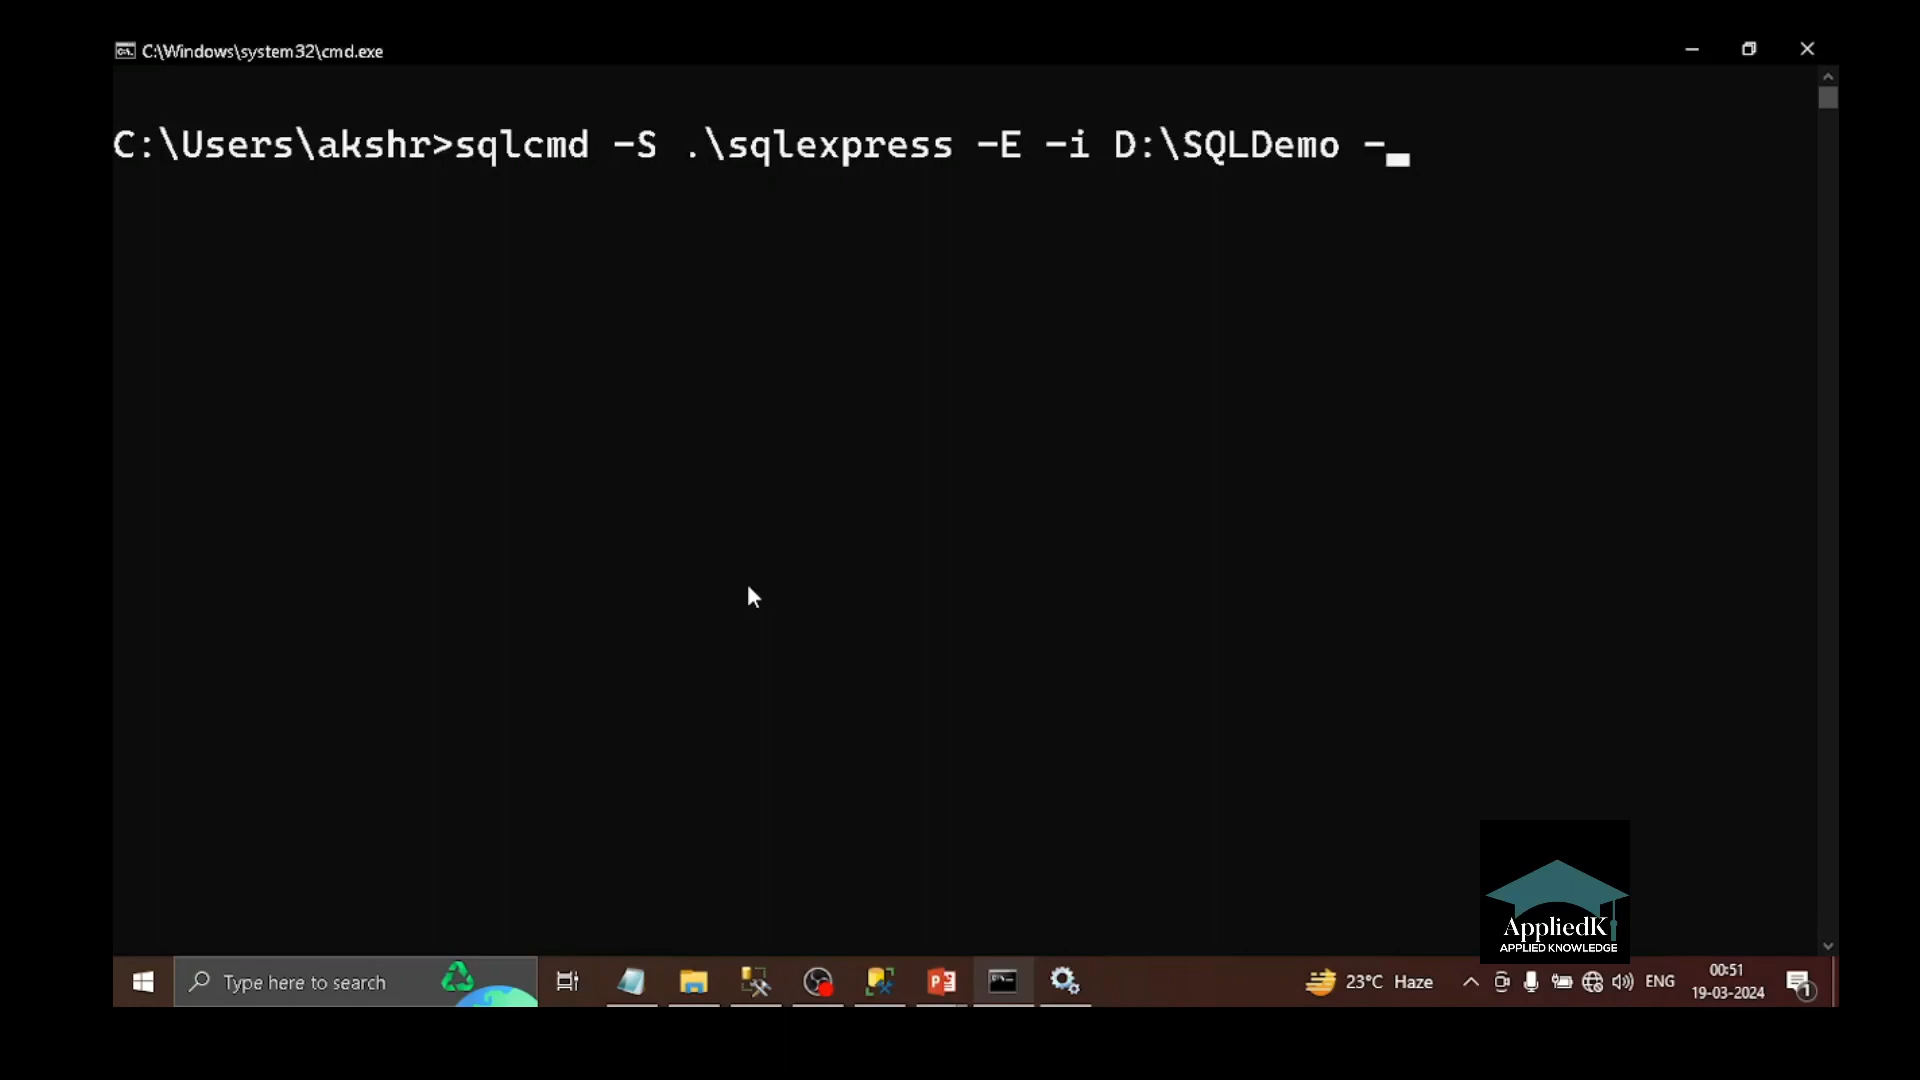 C:\Windows\system32\cmd.exe
C:\Users\akshr>sqlcmd -S .\sqlexpress -E -i D:\SQLDemo -_
AppliedK
APPLIED KNOWLEDGE
Type here to search
23°C Haze
ENG
00:51
19-03-2024
1